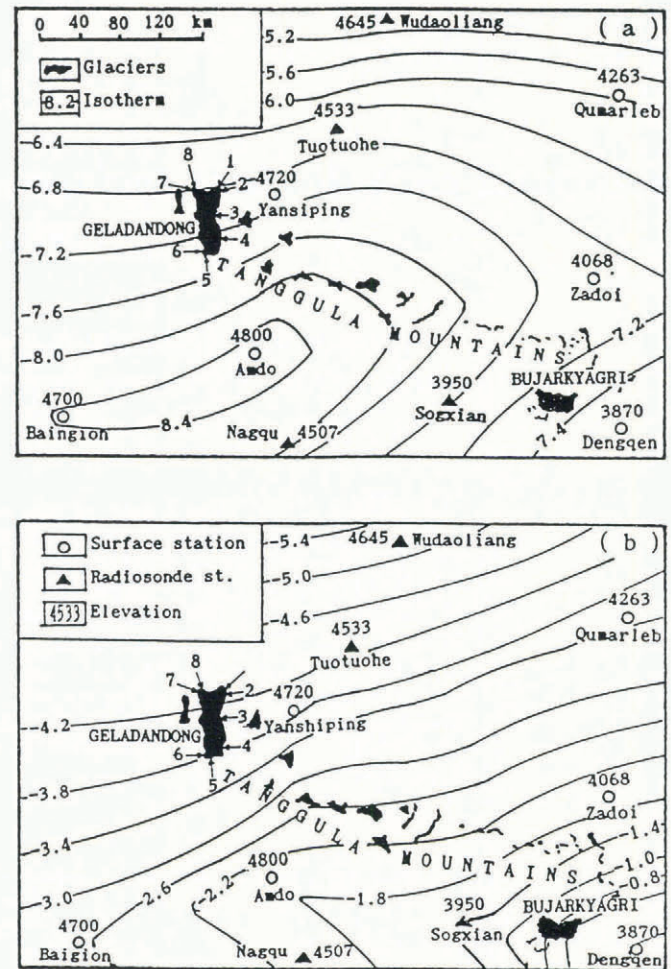 0 40 80 120 km
Glaciers
8.2 Isotherm
( a )
4645 Wudaoliang
5.2
-5.6
-6.0
4263
Qumarleb
4533
Tuotuohe
-6.4
8 1
-6.8
7 2 4720
Yansiping
GELADANDONG 3
-7.2
6 4
5
TANGGULA MOUNTAINS
4068
Zadoi
-7.6
7.2
-8.0
4800
Amdo
BUJARKYAGRI
4700
Baingion
8.4
3950
Sogxian
7.4
3870
Dengqen
Nagqu 4507
Surface station
Radiosonde st.
4533 Elevation
( b )
-5.4
4645 Wudaoliang
-5.0
-4.6
4263
Qumarleb
4533
Tuotuohe
8
7 2 4720
3 Yanshiping
-4.2
GELADANDONG
6 4
5
TANGGULA MOUNTAINS
-3.8
4068
Zadoi
-3.4
-1.4
-1.0
-0.8
4800
Amdo
-3.0
-2.6
-2.2
-1.8
BUJARKYAGRI
3950
Sogxian
4700
Baigion
3870
Dengqen
Nagqu 4507